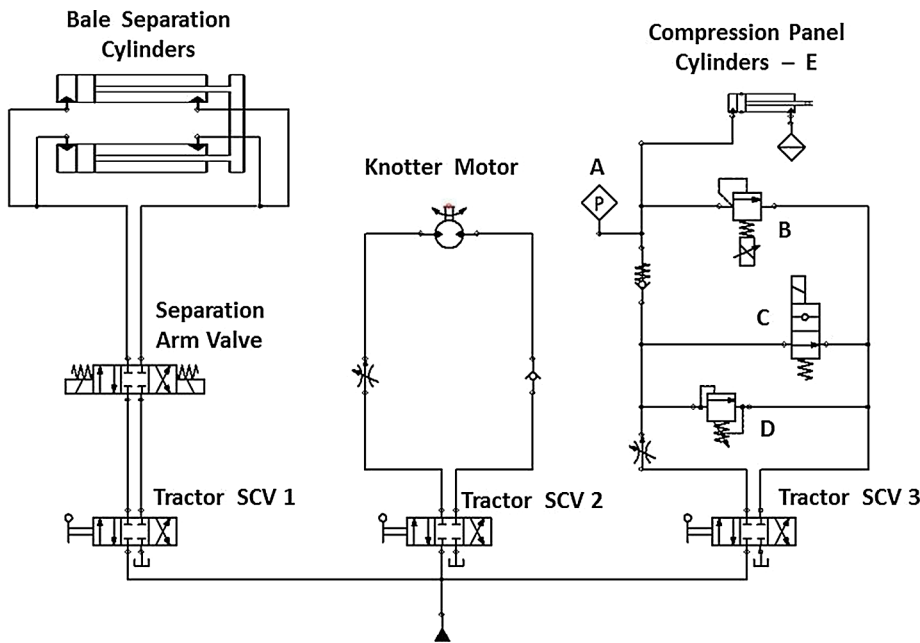 Bale Separation
Cylinders
Compression Panel
Cylinders – E
Knotter Motor
A
P
B
Separation
Arm Valve
C
D
Tractor SCV 1
Tractor SCV 2
Tractor SCV 3